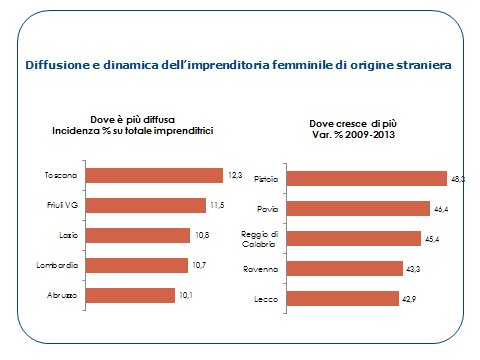 Diffusione e dinamica dell'imprenditoria femminile di origine straniera
Dove è più diffusa
Incidenza % su totale imprenditrici
Toscana 12,3
Friuli VG 11,5
Lazio 10,8
Lombardia 10,7
Abruzzo 10,1
Dove cresce di più
Var. % 2009-2013
Pistoia 48,3
Pavia 46,4
Reggio di
Calabria 45,4
Ravenna 43,3
Lecco 42,9